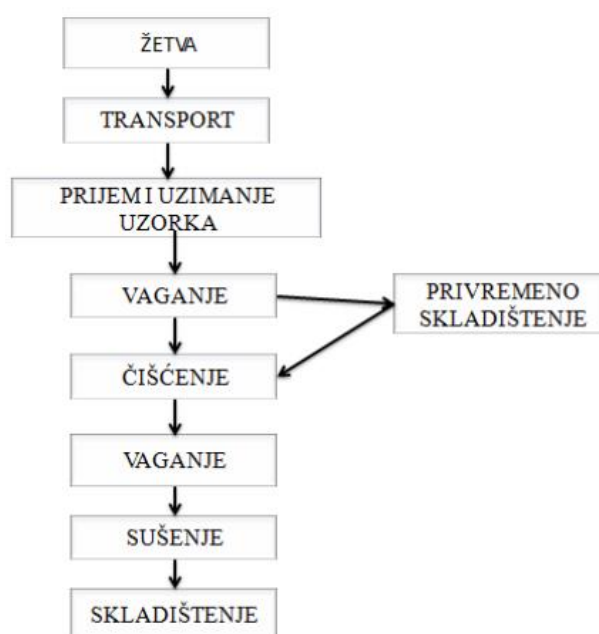 ŽETVA
TRANSPORT
PRIJEM I UZIMANJE
UZORKA
VAGANJE
PRIVREMENO
SKLADIŠTENJE
ČIŠĆENJE
VAGANJE
SUŠENJE
SKLADIŠTENJE